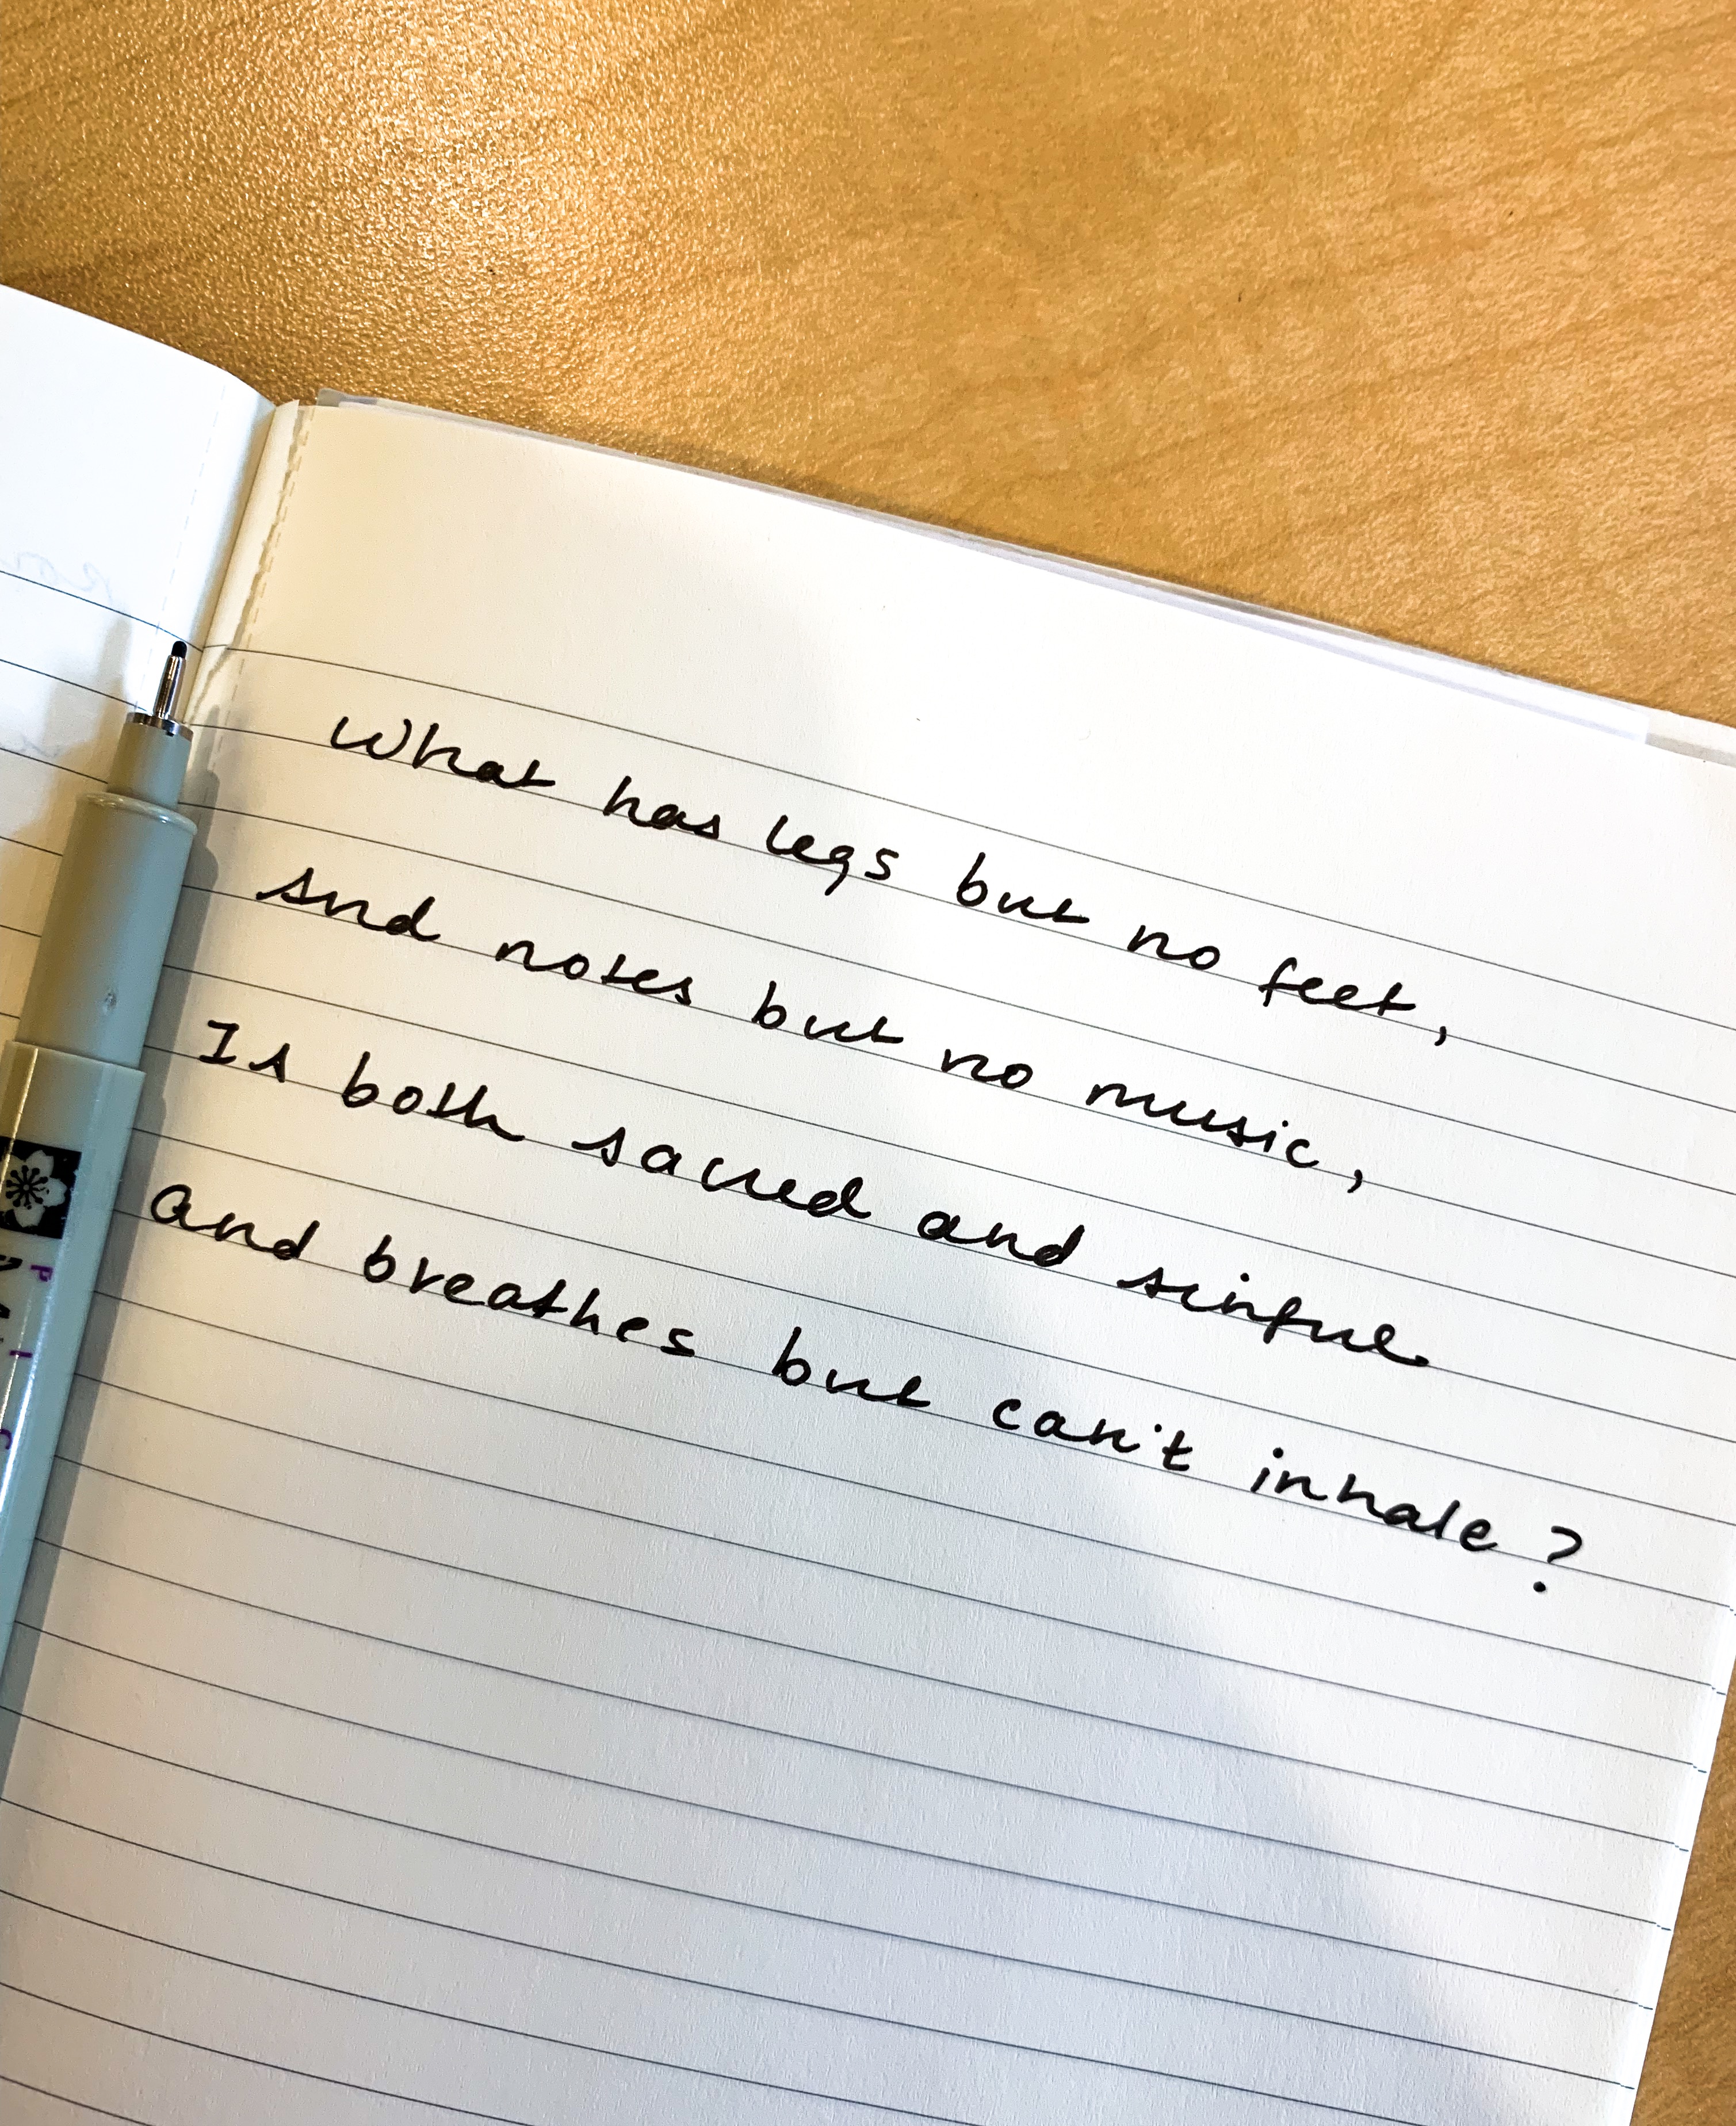 What has legs but no feet,
And notes but no music,
Is both sacred and sinful
And breathes but can't inhale?